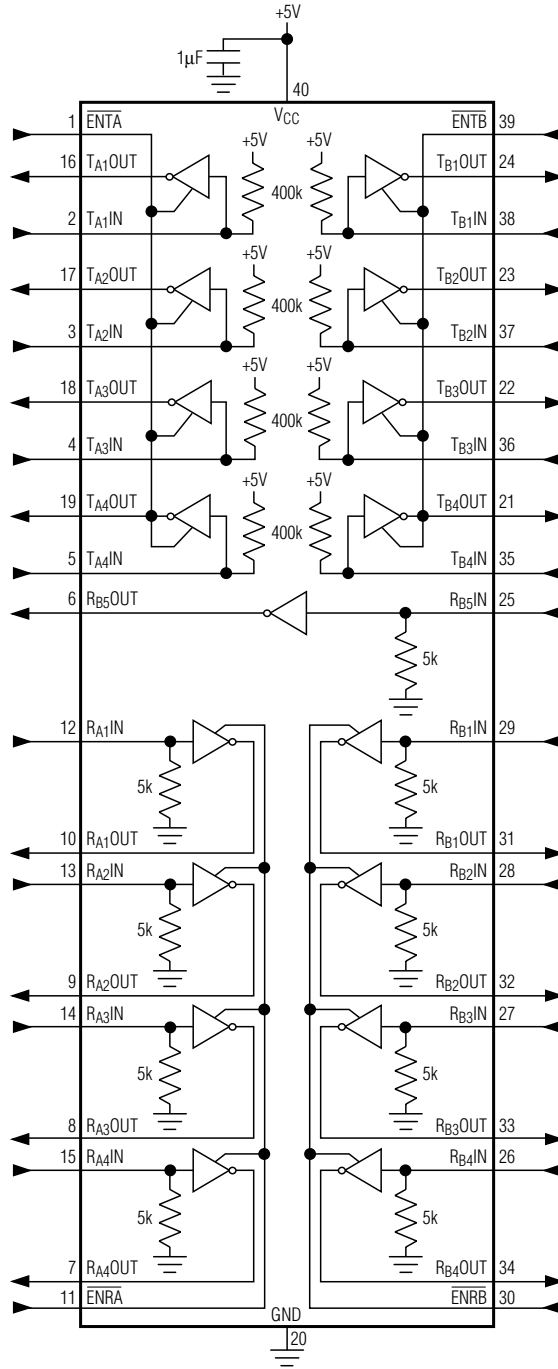 +5V
1µF
40
1 ENTA VCC ENTB 39
16 TA1OUT +5V +5V TB1OUT 24
400k
2 TA1IN TB1IN 38
17 TA2OUT +5V +5V TB2OUT 23
400k
3 TA2IN TB2IN 37
18 TA3OUT +5V +5V TB3OUT 22
400k
4 TA3IN TB3IN 36
19 TA4OUT +5V +5V TB4OUT 21
400k
5 TA4IN TB4IN 35
6 RB5OUT RB5IN 25
5k
12 RA1IN RB1IN 29
5k 5k
10 RA1OUT RB1OUT 31
13 RA2IN RB2IN 28
5k 5k
9 RA2OUT RB2OUT 32
14 RA3IN RB3IN 27
5k 5k
8 RA3OUT RB3OUT 33
15 RA4IN RB4IN 26
5k 5k
7 RA4OUT RB4OUT 34
11 ENRA GND ENRB 30
20